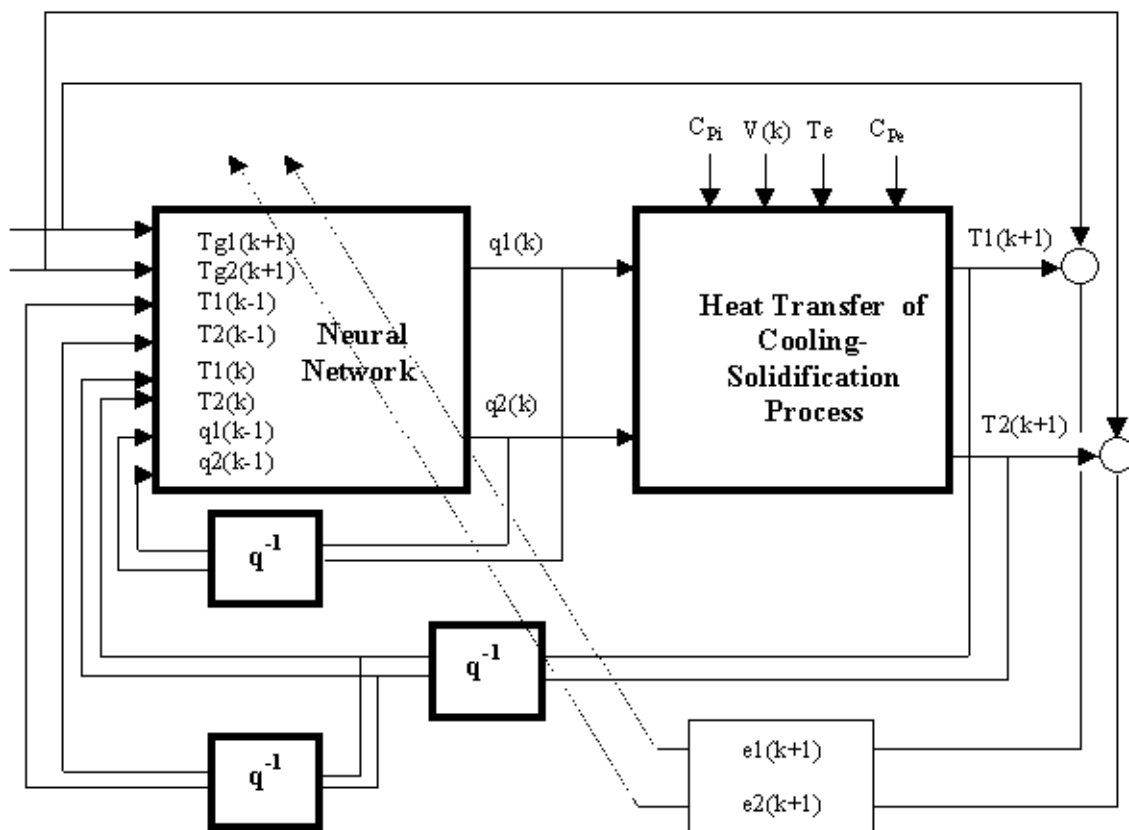 C_Pi V(k) Te C_Pe
Tg1(k+1)
Tg2(k+1)
T1(k-1)
T2(k-1)
T1(k)
T2(k)
q1(k-1)
q2(k-1)
Neural
Network
q1(k)
q2(k)
Heat Transfer of
Cooling-
Solidification
Process
T1(k+1)
T2(k+1)
q^-1
q^-1
q^-1
e1(k+1)
e2(k+1)